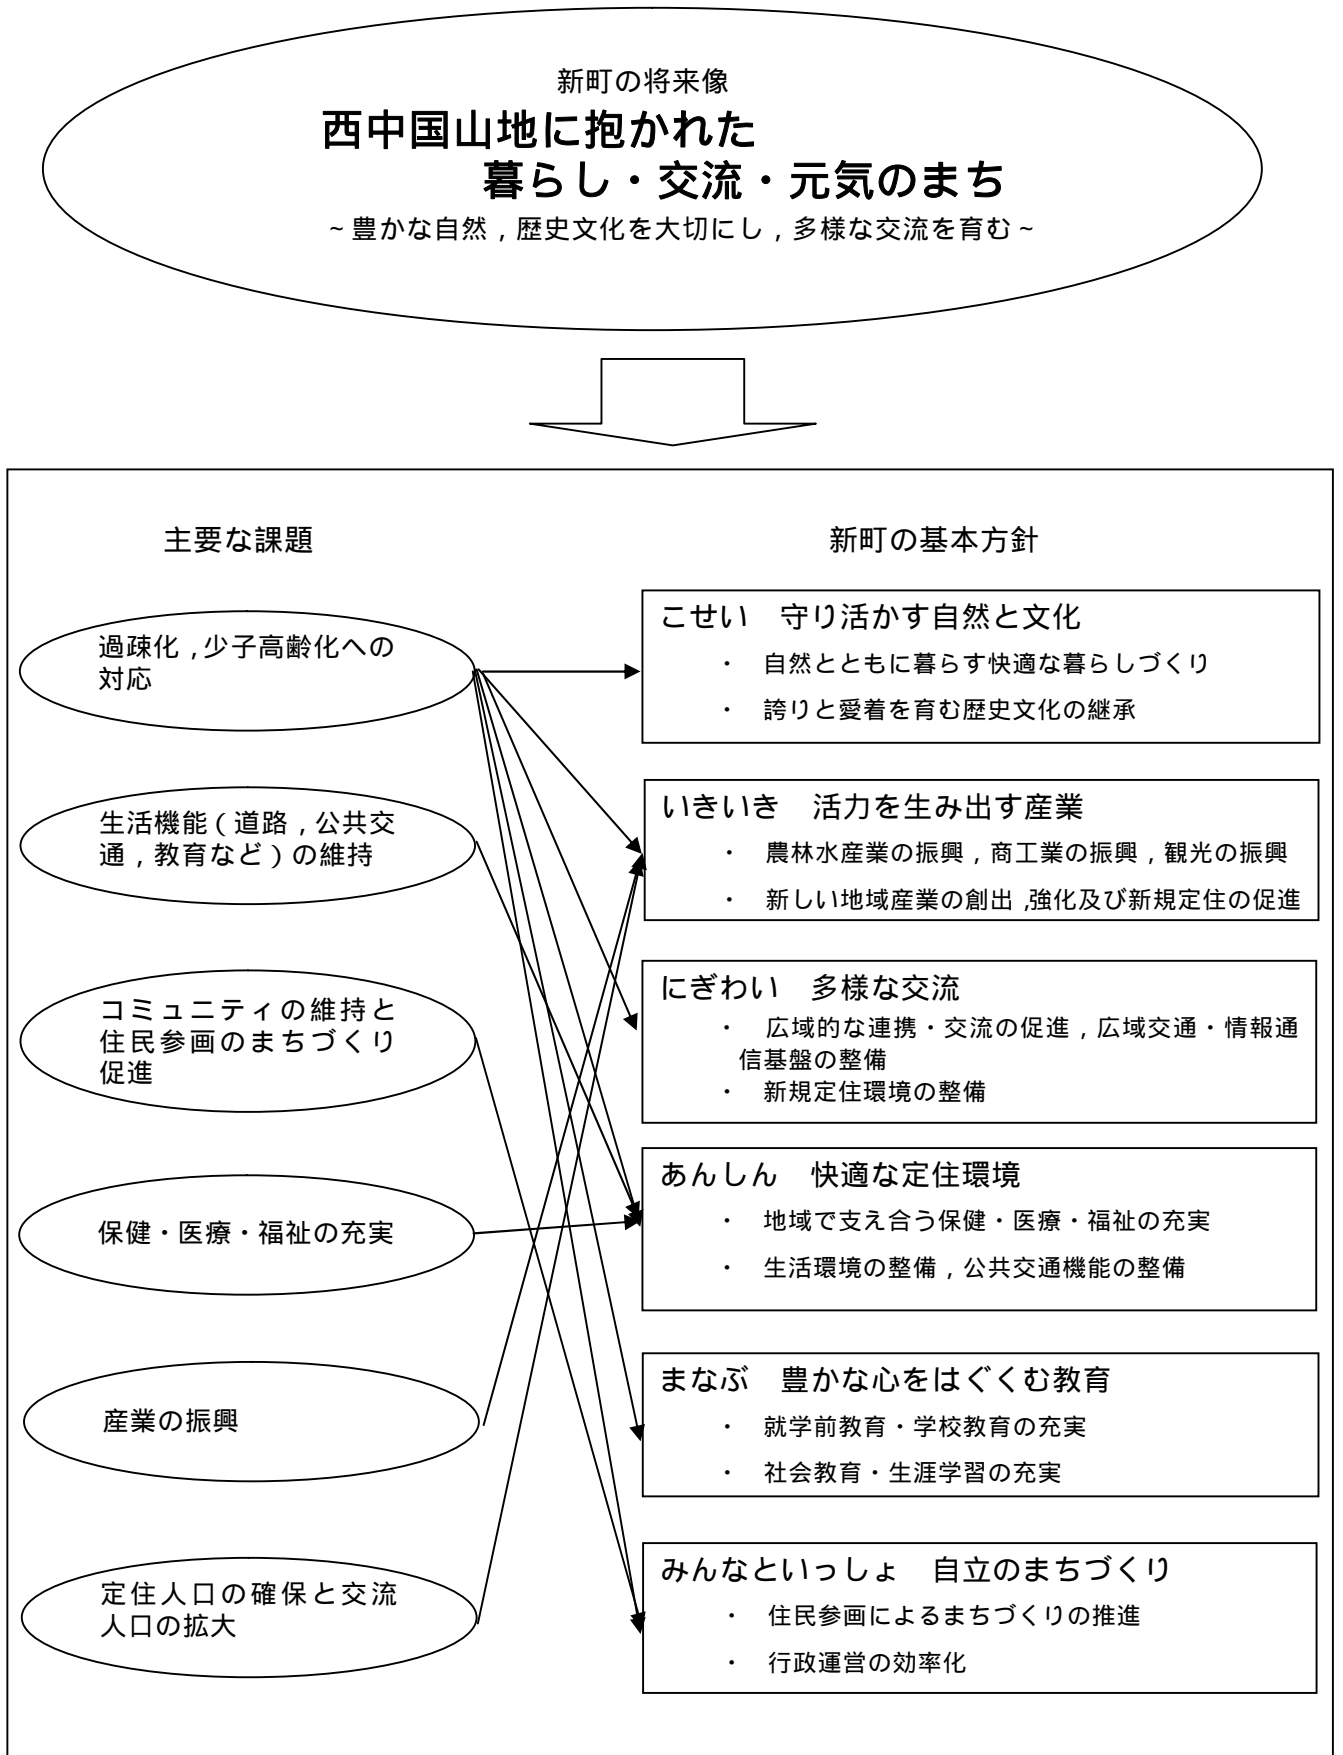 新町の将来像
西中国山地に抱かれた
暮らし・交流・元気のまち
~豊かな自然,歴史文化を大切にし,多様な交流を育む~
主要な課題
新町の基本方針
過疎化,少子高齢化への
対応
生活機能(道路,公共交
通,教育など)の維持
コミュニティの維持と
住民参画のまちづくり
促進
保健・医療・福祉の充実
産業の振興
定住人口の確保と交流
人口の拡大
こせい 守り活かす自然と文化
・ 自然とともに暮らす快適な暮らしづくり
・ 誇りと愛着を育む歴史文化の継承
いきいき 活力を生み出す産業
・ 農林水産業の振興,商工業の振興,観光の振興
・ 新しい地域産業の創出,強化及び新規定住の促進
にぎわい 多様な交流
・ 広域的な連携・交流の促進,広域交通・情報通
信基盤の整備
・ 新規定住環境の整備
あんしん 快適な定住環境
・ 地域で支え合う保健・医療・福祉の充実
・ 生活環境の整備,公共交通機能の整備
まなぶ 豊かな心をはぐくむ教育
・ 就学前教育・学校教育の充実
・ 社会教育・生涯学習の充実
みんなといっしょ 自立のまちづくり
・ 住民参画によるまちづくりの推進
・ 行政運営の効率化